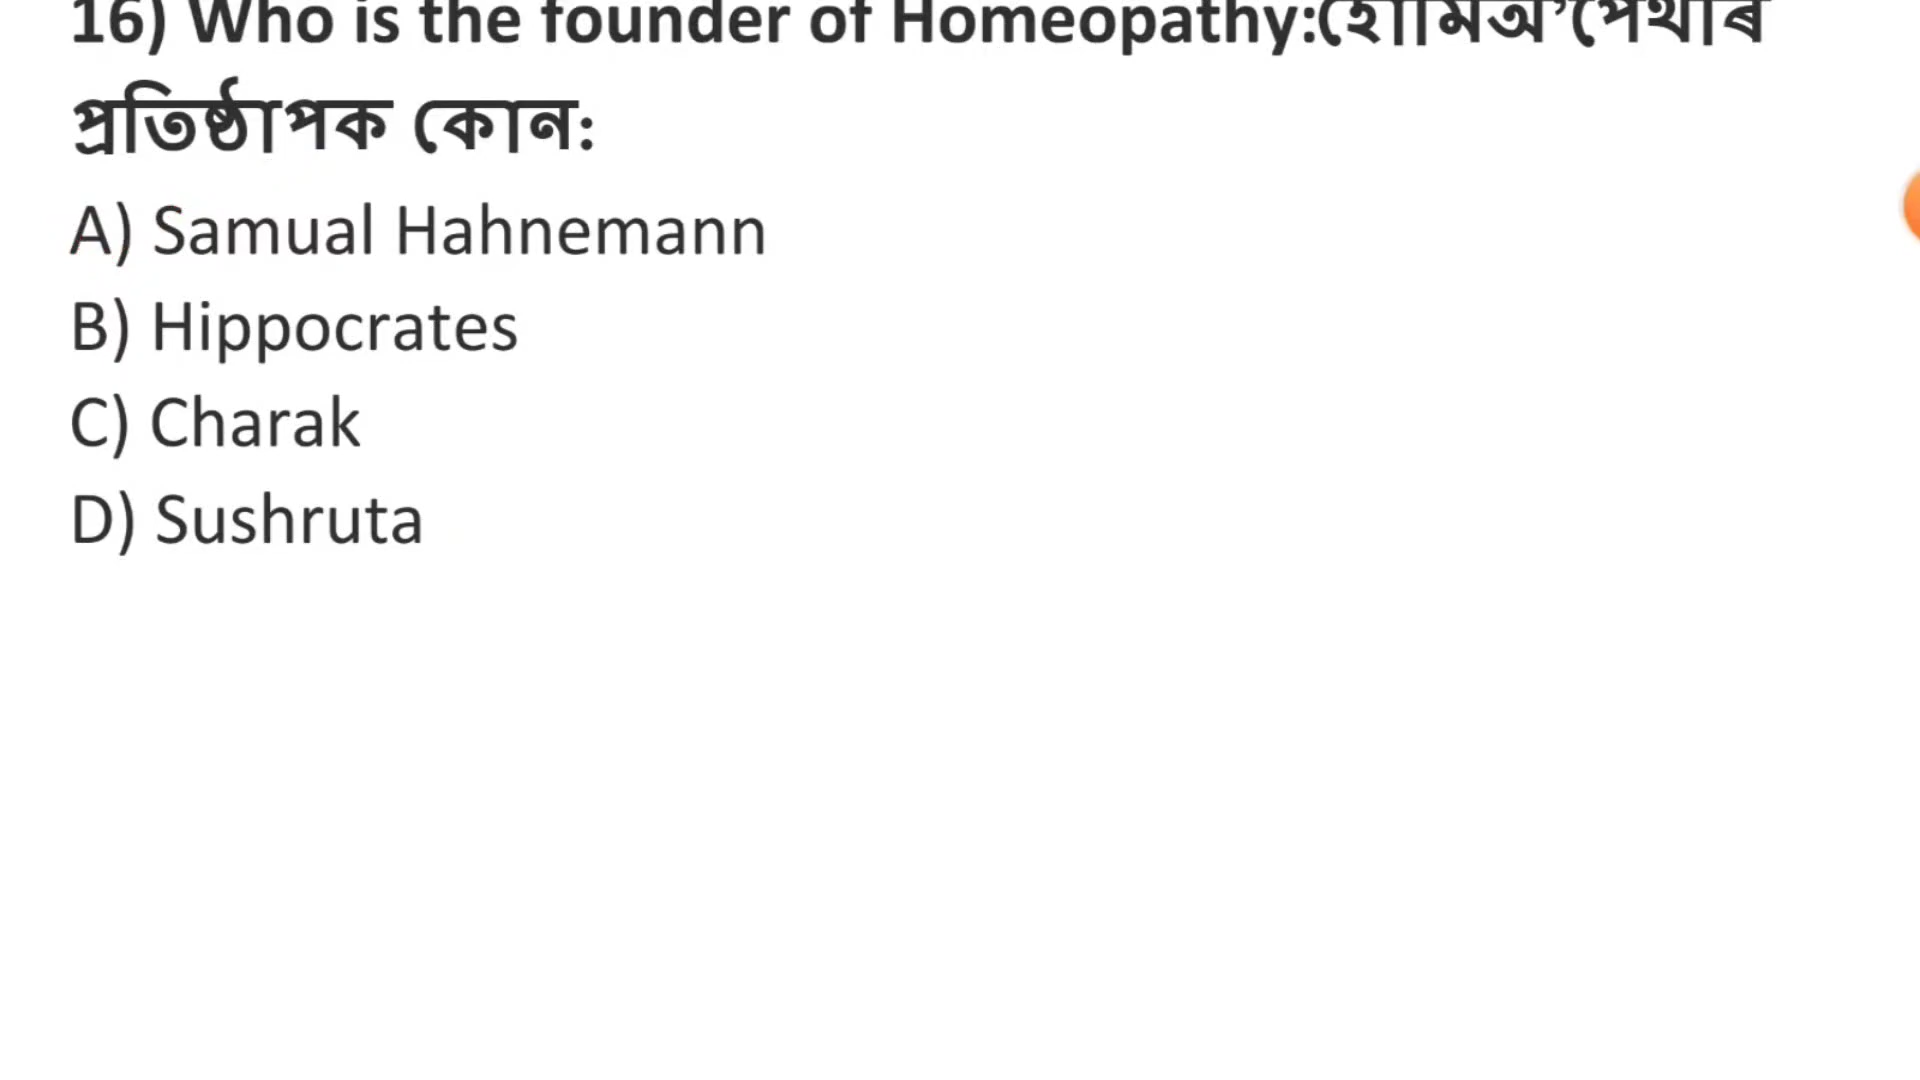 16) Who is the founder of Homeopathy:হোমিঅ’পেথিৰ
প্ৰতিষ্ঠাপক কোন:
A) Samual Hahnemann
B) Hippocrates
C) Charak
D) Sushruta